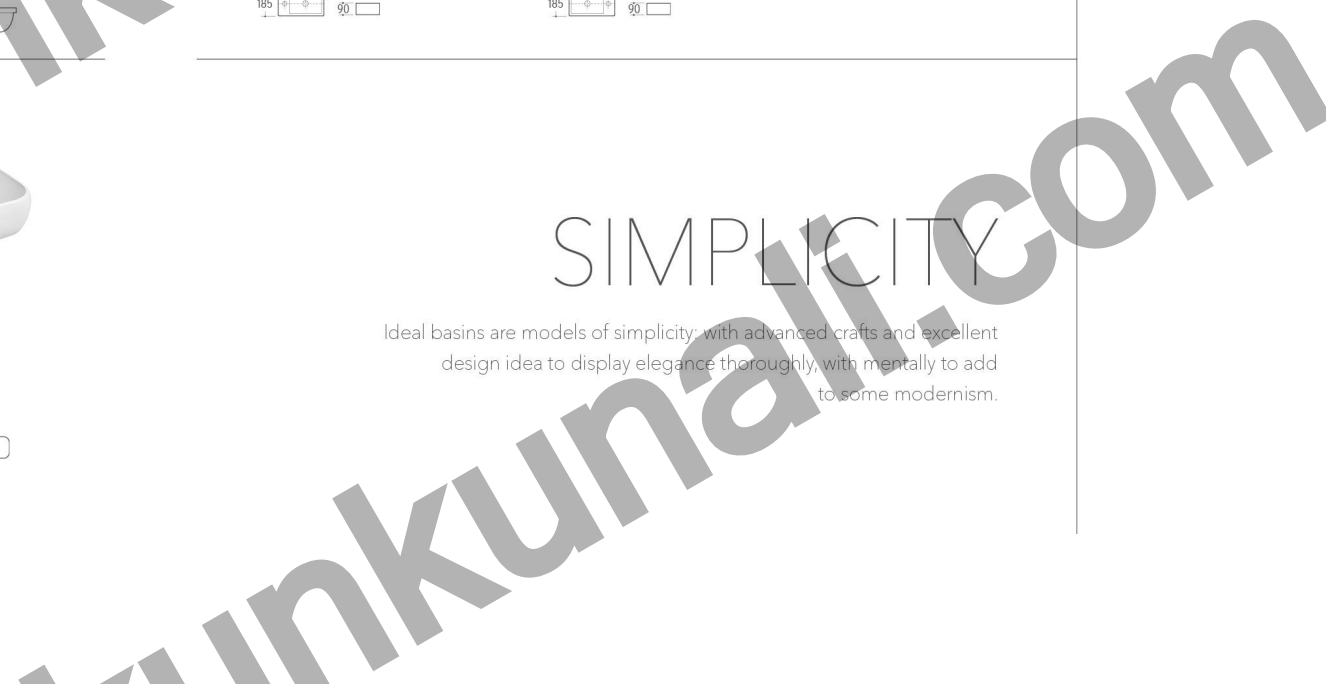 185
90
185
90
SIMPLICITY
Ideal basins are models of simplicity: with advanced crafts and excellent
design idea to display elegance thoroughly, with mentally to add
to some modernism.
unkunali.com